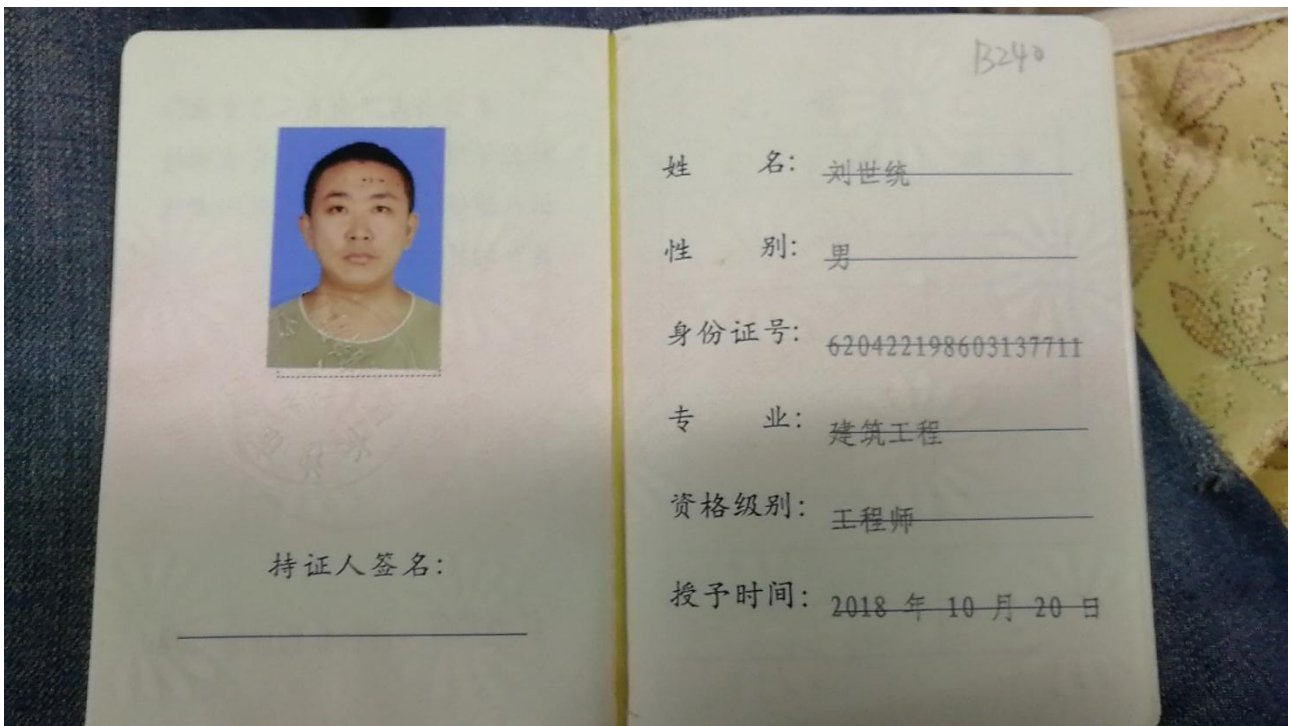 持证人签名：
B240
姓 名：刘世统
性 别：男
身份证号：620422198603137711
专 业：建筑工程
资格级别：工程师
授予时间：2018 年 10 月 20 日